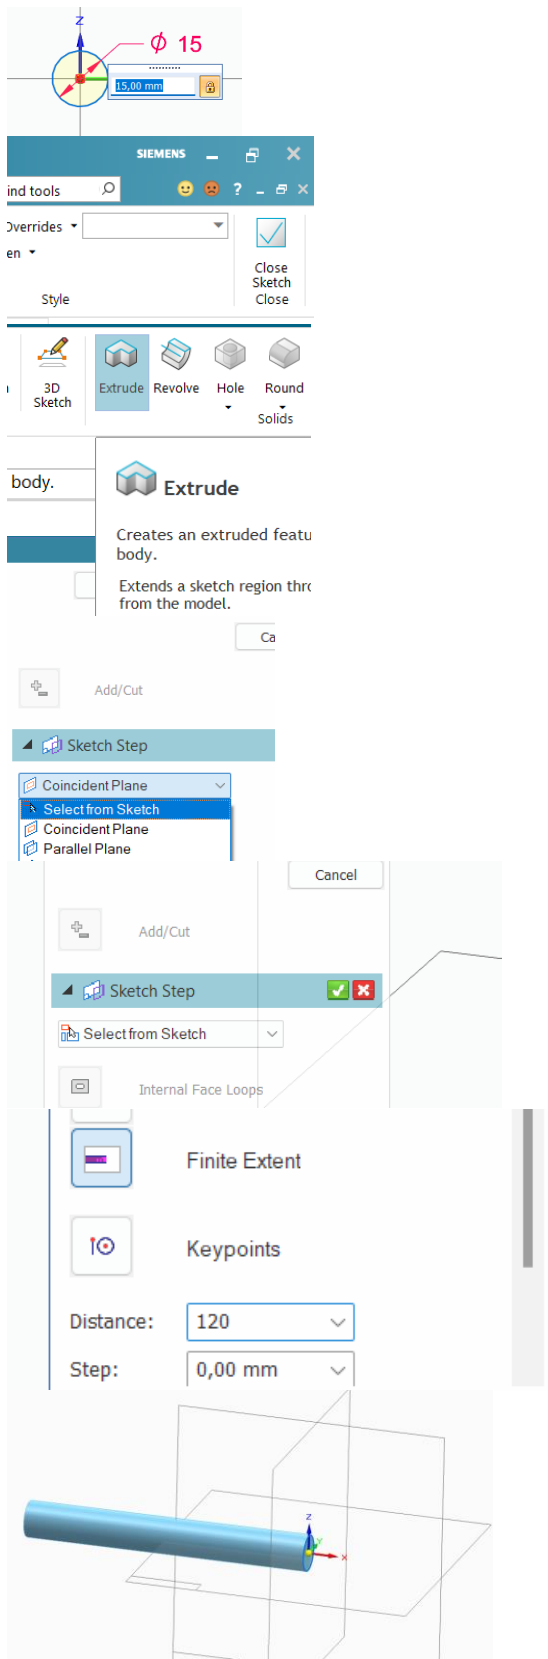 Z
ϕ 15
15,00 mm
SIEMENS
ind tools
?
Overrides
en
Style
Close
Sketch
Close
3D
Sketch
Extrude
Revolve
Hole
Round
Solids
body.
Extrude
Creates an extruded featu
body.
Extends a sketch region thro
from the model.
Ca
Add/Cut
Sketch Step
Coincident Plane
Select from Sketch
Coincident Plane
Parallel Plane
Cancel
Add/Cut
Sketch Step
Select from Sketch
Internal Face Loops
Finite Extent
Keypoints
Distance: 120
Step: 0,00 mm
Z
Y
X